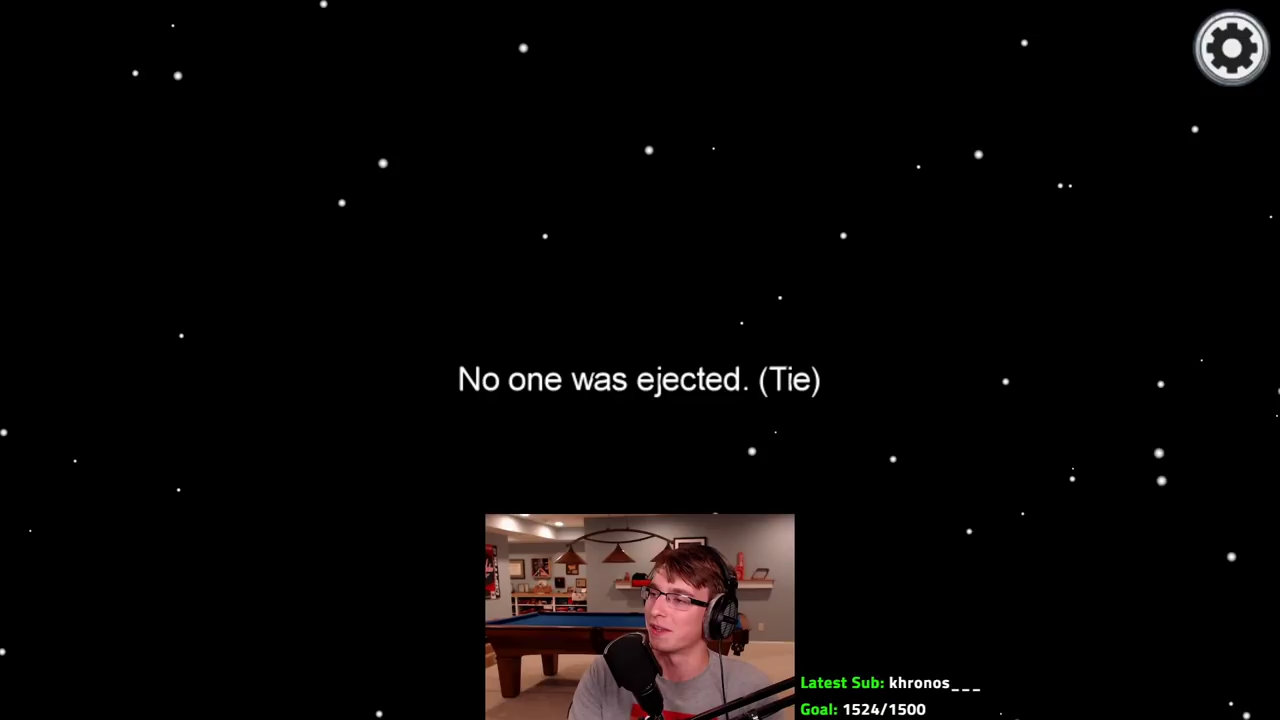 No one was ejected. (Tie)
Latest Sub: khronos___
Goal: 1524/1500